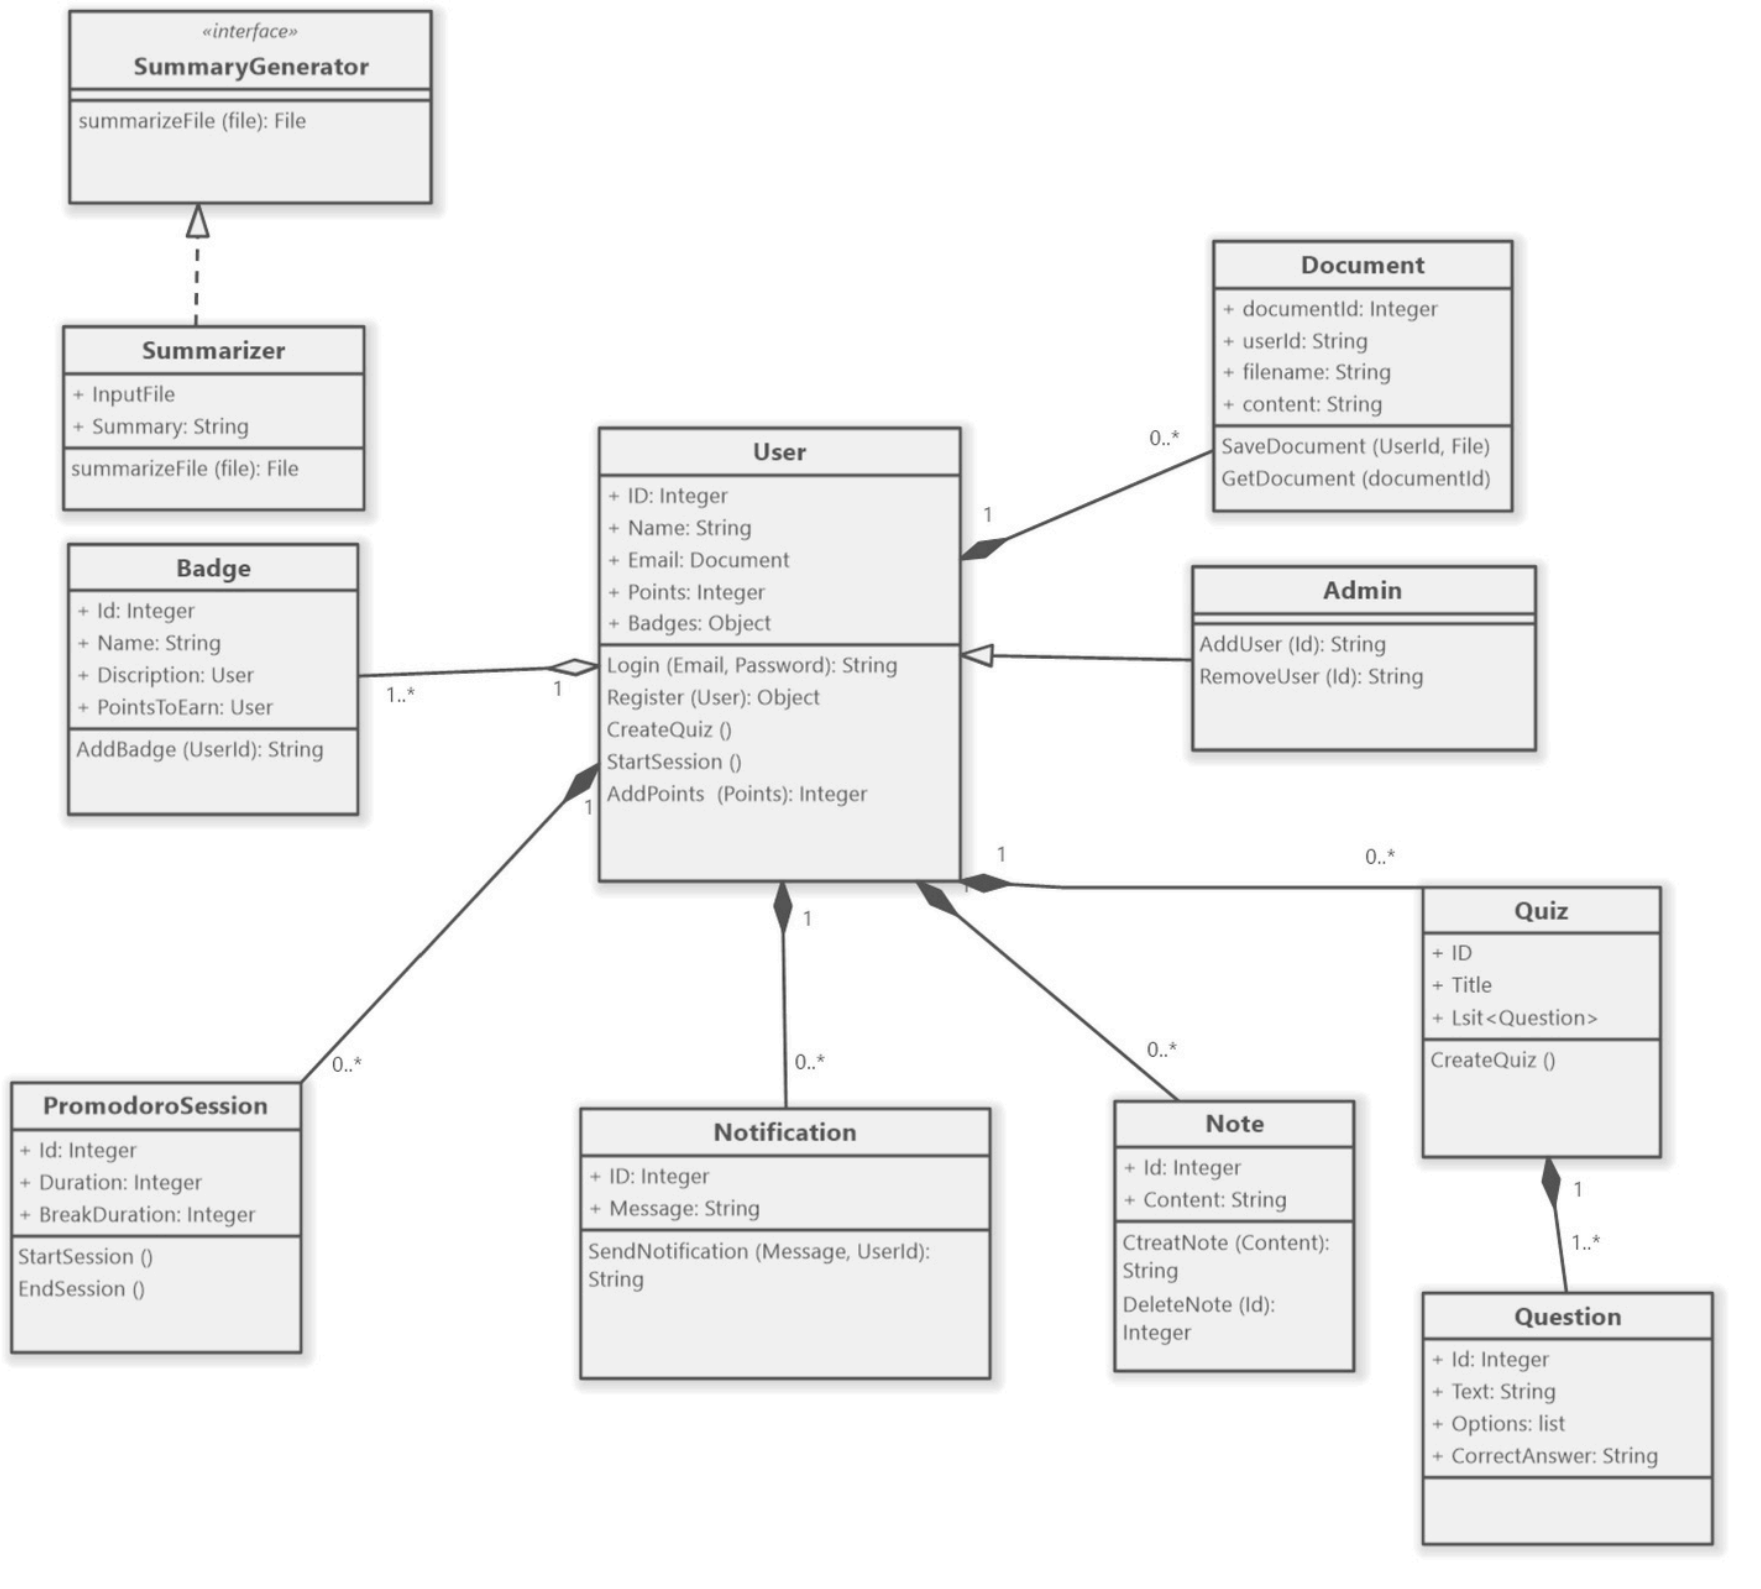 «interface»
SummaryGenerator
summarizeFile (file): File
Summarizer
+ InputFile
+ Summary: String
summarizeFile (file): File
Badge
+ Id: Integer
+ Name: String
+ Discription: User
+ PointsToEarn: User
AddBadge (UserId): String
1..*
1
User
+ ID: Integer
+ Name: String
+ Email: Document
+ Points: Integer
+ Badges: Object
Login (Email, Password): String
Register (User): Object
CreateQuiz ()
StartSession ()
AddPoints  (Points): Integer
Document
+ documentId: Integer
+ userId: String
+ filename: String
+ content: String
SaveDocument (UserId, File)
GetDocument (documentId)
0..*
1
Admin
AddUser (Id): String
RemoveUser (Id): String
1
0..*
PromodoroSession
+ Id: Integer
+ Duration: Integer
+ BreakDuration: Integer
StartSession ()
EndSession ()
1
0..*
Notification
+ ID: Integer
+ Message: String
SendNotification (Message, UserId):
String
1
0..*
Note
+ Id: Integer
+ Content: String
CtreatNote (Content):
String
DeleteNote (Id):
Integer
1
0..*
Quiz
+ ID
+ Title
+ Lsit<Question>
CreateQuiz ()
1
1..*
Question
+ Id: Integer
+ Text: String
+ Options: list
+ CorrectAnswer: String